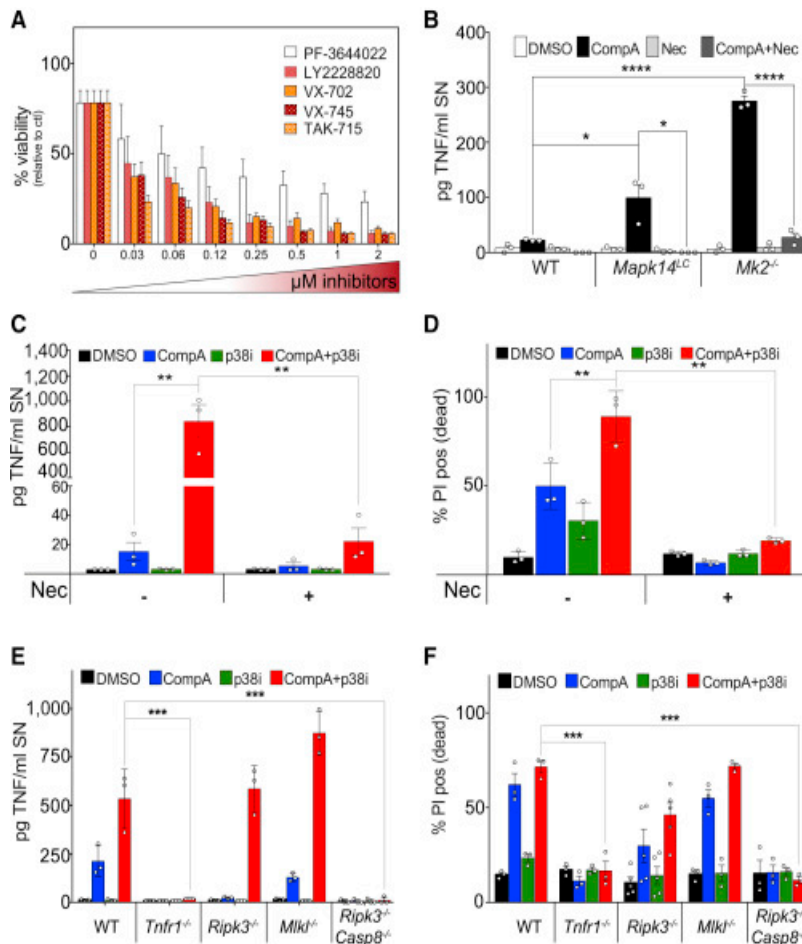 A
100
50
0
% viability
(relative to ctl)
PF-3644022
LY2228820
VX-702
VX-745
TAK-715
0 0.03 0.06 0.12 0.25 0.5 1 2
µM inhibitors
B
DMSO CompA Nec CompA+Nec
400
300
200
100
0
pg TNF/ml SN
****
****
*
*
WT Mapk14LC Mk2-/-
C
DMSO CompA p38i CompA+p38i
1,400
1,200
1,000
800
600
400
60
40
20
pg TNF/ml SN
** **
Nec - +
D
DMSO CompA p38i CompA+p38i
100
50
0
% PI pos (dead)
** **
Nec - +
E
DMSO CompA p38i CompA+p38i
1,000
750
500
250
0
pg TNF/ml SN
***
***
WT Tnfr1-/- Ripk3-/- Mlkl-/- Ripk3-/-
Casp8-/-
F
DMSO CompA p38i CompA+p38i
100
50
0
% PI pos (dead)
***
***
WT Tnfr1-/- Ripk3-/- Mlkl-/- Ripk3-/-
Casp8-/-